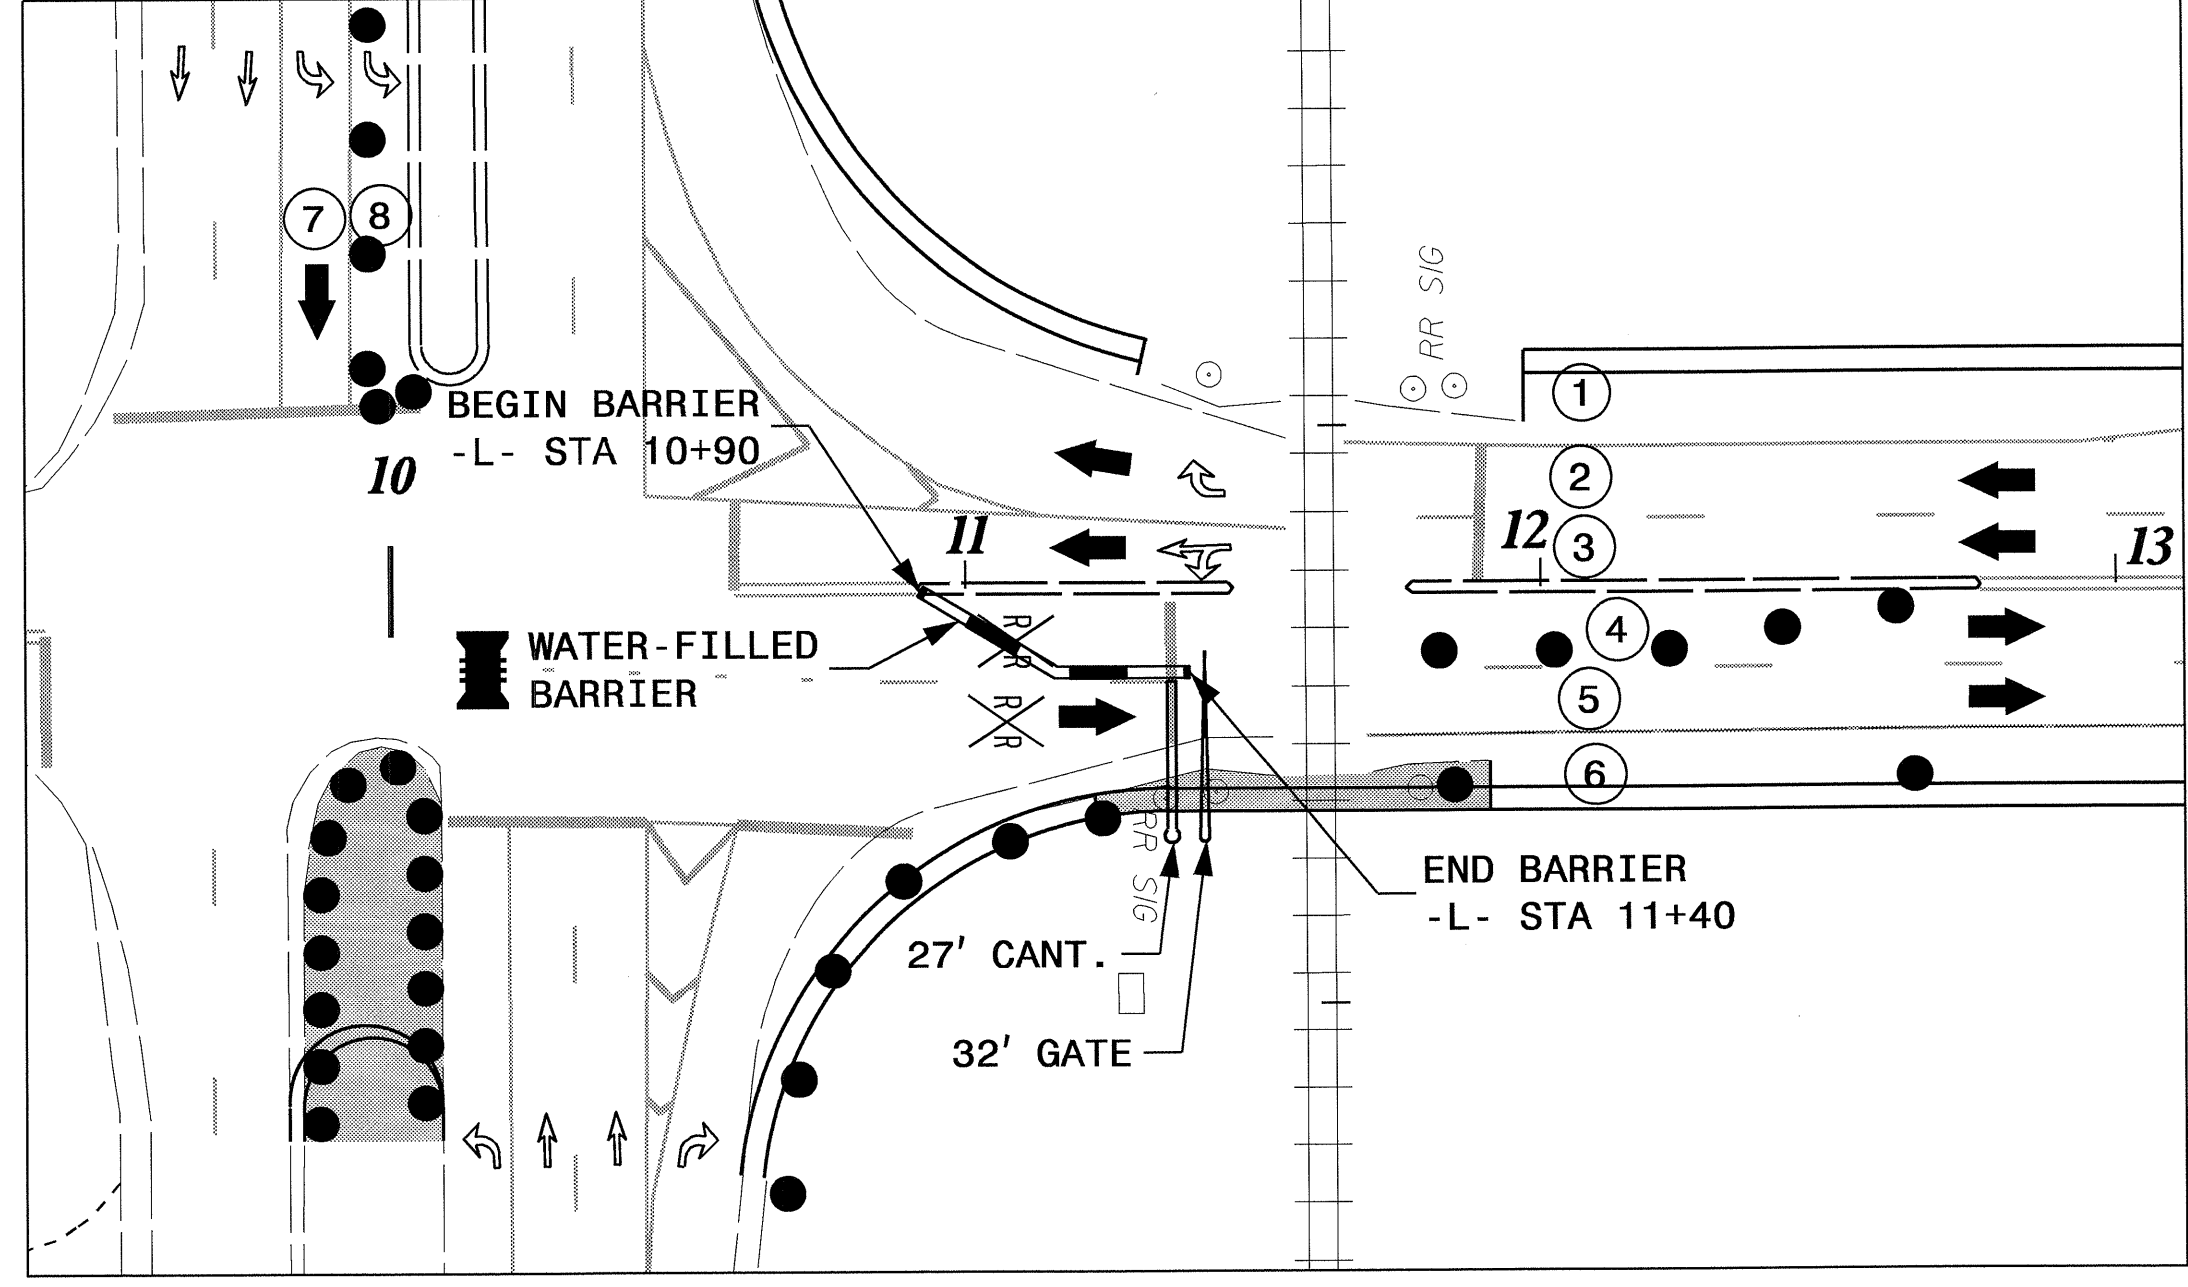 7
8
BEGIN BARRIER
-L- STA 10+90
10
RR SIG
1
2
11
12
3
13
WATER-FILLED
BARRIER
R R
4
R R
5
6
RR SIG
END BARRIER
-L- STA 11+40
27' CANT.
32' GATE